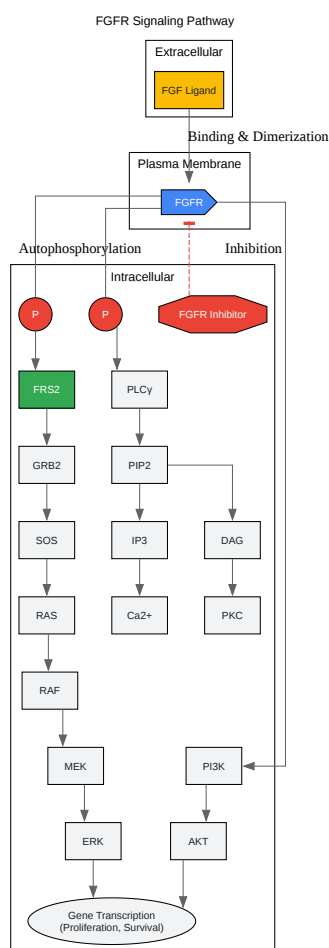 FGFR Signaling Pathway
Extracellular
FGF Ligand
Binding & Dimerization
Plasma Membrane
FGFR
Autophosphorylation
Inhibition
Intracellular
P
P
FGFR Inhibitor
FRS2
PLCγ
GRB2
PIP2
SOS
IP3
DAG
RAS
Ca2+
PKC
RAF
MEK
PI3K
ERK
AKT
Gene Transcription
(Proliferation, Survival)